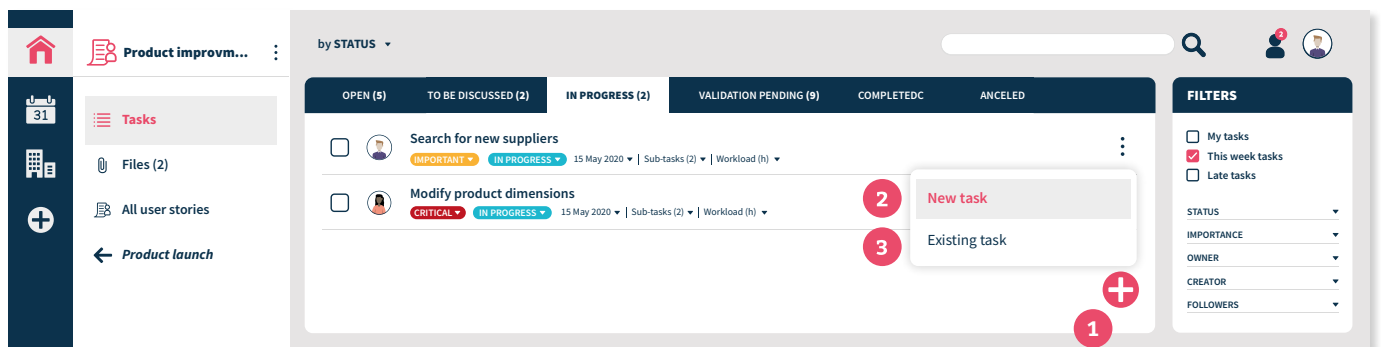 Product improvm...
31
Tasks
Files (2)
All user stories
Product launch
by STATUS
2
OPEN (5) TO BE DISCUSSED (2) IN PROGRESS (2) VALIDATION PENDING (9) COMPLETEDC ANCELED
Search for new suppliers
IMPORTANT IN PROGRESS 15 May 2020 | Sub-tasks (2) | Workload (h)
Modify product dimensions
CRITICAL IN PROGRESS 15 May 2020 | Sub-tasks (2) | Workload (h)
2 New task
3 Existing task
1
FILTERS
My tasks
This week tasks
Late tasks
STATUS
IMPORTANCE
OWNER
CREATOR
FOLLOWERS